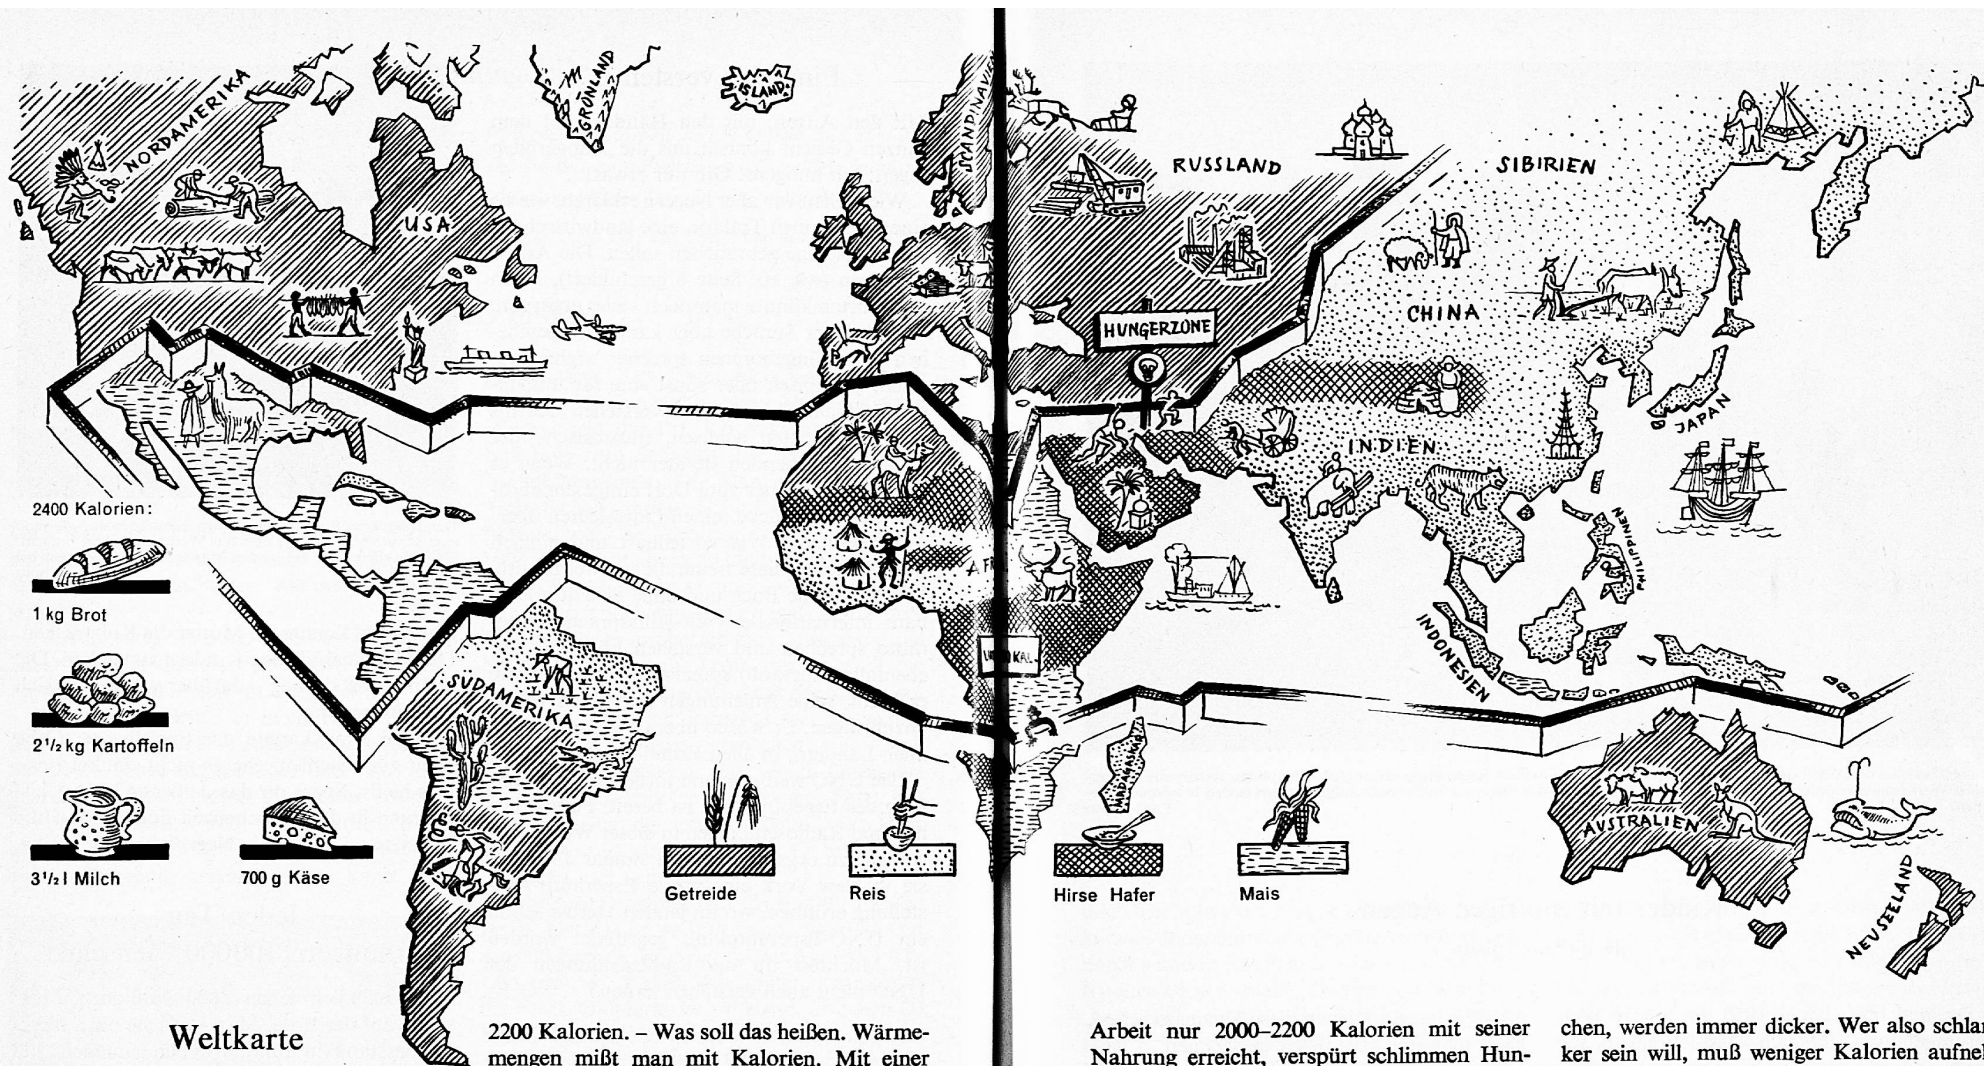 NORDAMERIKA
USA
GRÖNLAND
ISLAND
SCANDINAV
RUSSLAND
SIBIRIEN
HUNGERZONE
CHINA
JAPAN
INDIEN
PHILIPPINEN
INDONESIEN
AFR
KAL.
SÜDAMERIKA
AUSTRALIEN
NEUSEELAND
2400 Kalorien:
1 kg Brot
2½ kg Kartoffeln
3½ l Milch
700 g Käse
Getreide
Reis
Hirse Hafer
Mais
Weltkarte
2200 Kalorien. – Was soll das heißen. Wärme-
mengen mißt man mit Kalorien. Mit einer
Arbeit nur 2000–2200 Kalorien mit seiner
Nahrung erreicht, verspürt schlimmen Hun-
chen, werden immer dicker. Wer also schlan
ker sein will, muß weniger Kalorien aufneh